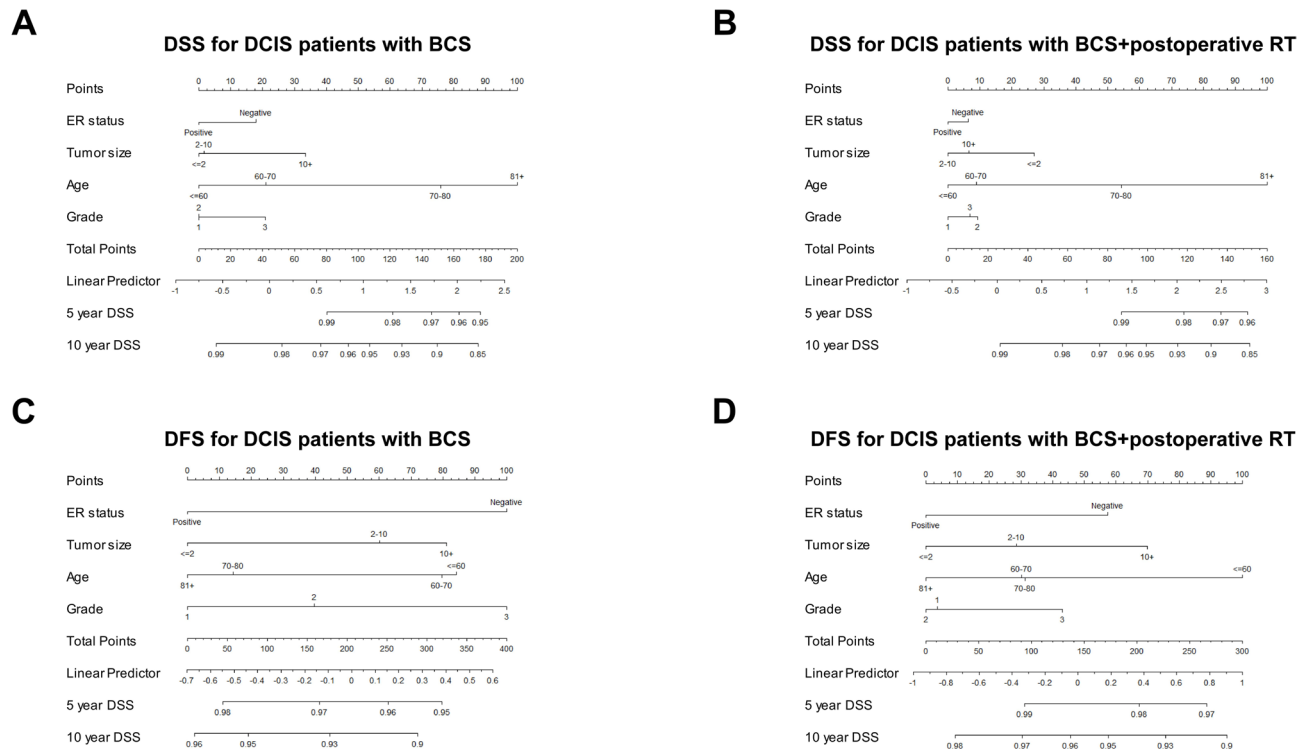 A
DSS for DCIS patients with BCS
Points
0 10 20 30 40 50 60 70 80 90 100
ER status
Negative
Positive
Tumor size
2-10
<=2 10+
Age
60-70 81+
<=60 70-80
Grade
2
1 3
Total Points
0 20 40 60 80 100 120 140 160 180 200
Linear Predictor
-1 -0.5 0 0.5 1 1.5 2 2.5
5 year DSS
0.99 0.98 0.97 0.96 0.95
10 year DSS
0.99 0.98 0.97 0.96 0.95 0.93 0.9 0.85
B
DSS for DCIS patients with BCS+postoperative RT
Points
0 10 20 30 40 50 60 70 80 90 100
ER status
Negative
Positive
Tumor size
10+
2-10 <=2
Age
60-70 81+
<=60 70-80
Grade
3
1 2
Total Points
0 20 40 60 80 100 120 140 160
Linear Predictor
-1 -0.5 0 0.5 1 1.5 2 2.5 3
5 year DSS
0.99 0.98 0.97 0.96
10 year DSS
0.99 0.98 0.97 0.96 0.95 0.93 0.9 0.85
C
DFS for DCIS patients with BCS
Points
0 10 20 30 40 50 60 70 80 90 100
ER status
Negative
Positive
Tumor size
2-10
<=2 10+
Age
70-80 <=60
81+ 60-70
Grade
2
1 3
Total Points
0 50 100 150 200 250 300 350 400
Linear Predictor
-0.7 -0.6 -0.5 -0.4 -0.3 -0.2 -0.1 0 0.1 0.2 0.3 0.4 0.5 0.6
5 year DSS
0.98 0.97 0.96 0.95
10 year DSS
0.96 0.95 0.93 0.9
D
DFS for DCIS patients with BCS+postoperative RT
Points
0 10 20 30 40 50 60 70 80 90 100
ER status
Negative
Positive
Tumor size
2-10
<=2 10+
Age
60-70 <=60
81+ 70-80
Grade
1
2 3
Total Points
0 50 100 150 200 250 300
Linear Predictor
-1 -0.8 -0.6 -0.4 -0.2 0 0.2 0.4 0.6 0.8 1
5 year DSS
0.99 0.98 0.97
10 year DSS
0.98 0.97 0.96 0.95 0.93 0.9